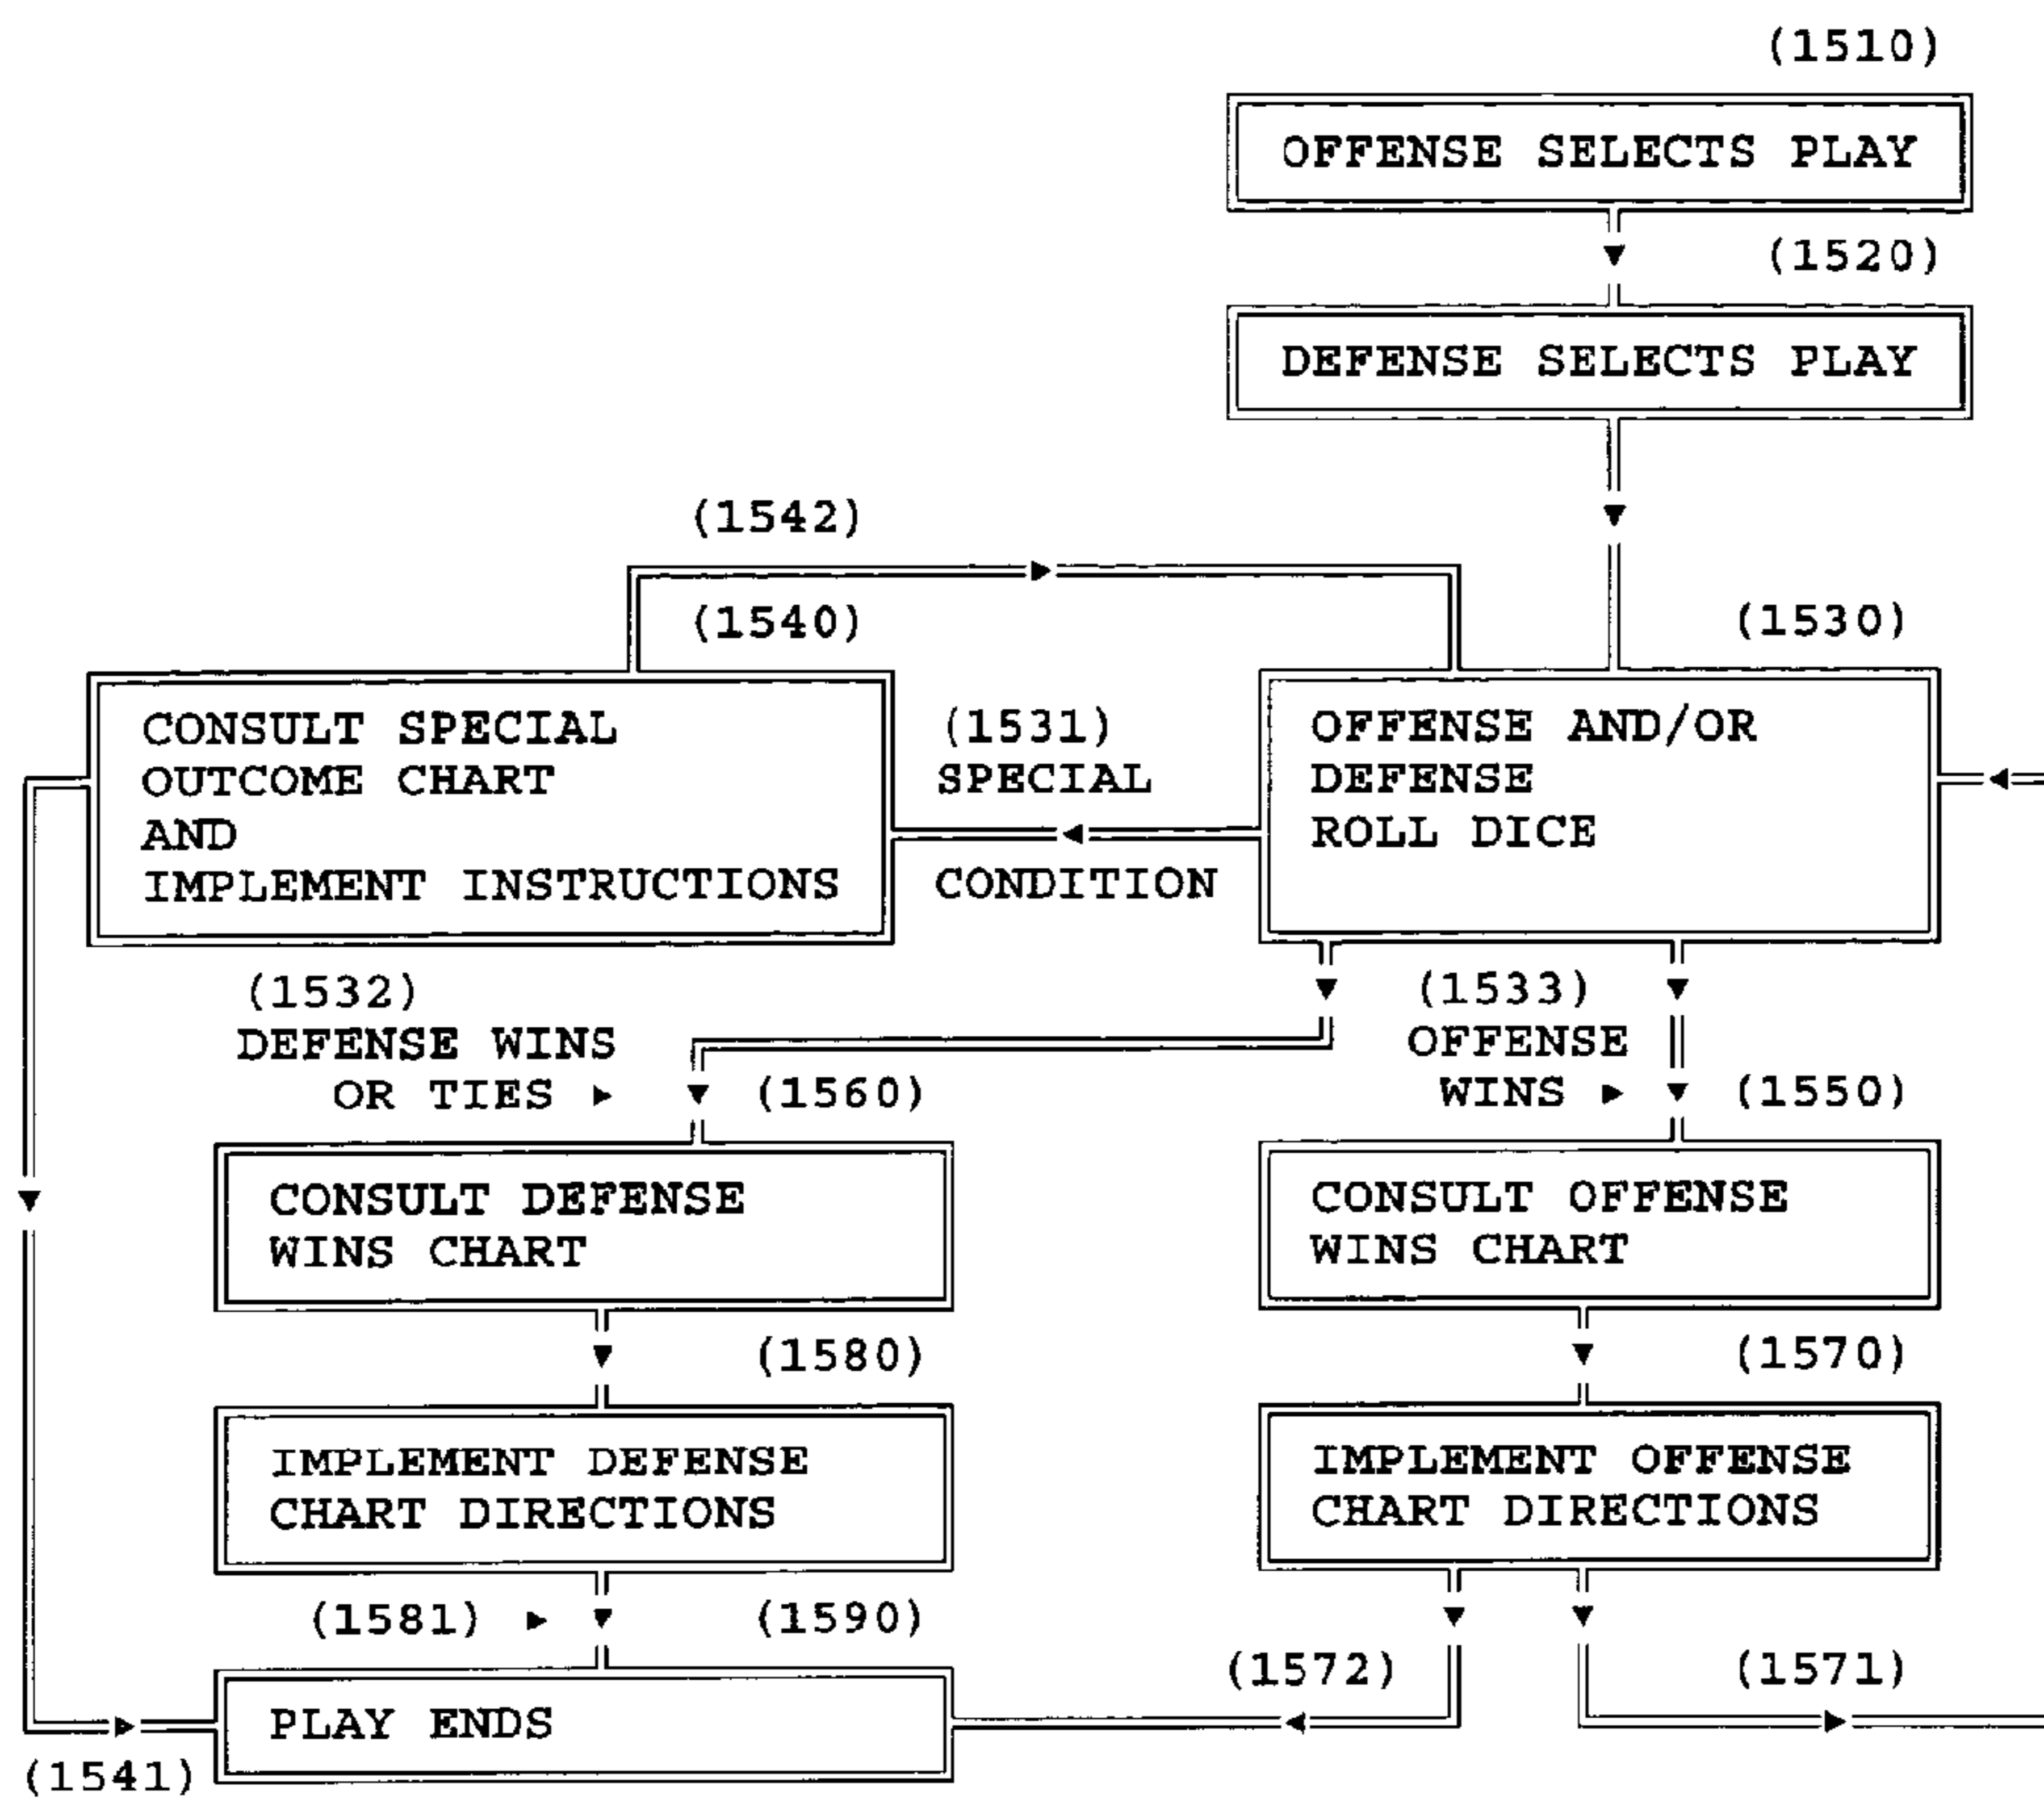 (1510)
OFFENSE SELECTS PLAY
(1520)
DEFENSE SELECTS PLAY
(1542)
(1540)
(1530)
CONSULT SPECIAL
OUTCOME CHART
AND
IMPLEMENT INSTRUCTIONS
(1531)
SPECIAL
CONDITION
OFFENSE AND/OR
DEFENSE
ROLL DICE
(1532)
DEFENSE WINS
OR TIES
(1560)
(1533)
OFFENSE
WINS
(1550)
CONSULT DEFENSE
WINS CHART
CONSULT OFFENSE
WINS CHART
(1580)
(1570)
IMPLEMENT DEFENSE
CHART DIRECTIONS
IMPLEMENT OFFENSE
CHART DIRECTIONS
(1581)
(1590)
(1572)
(1571)
PLAY ENDS
(1541)